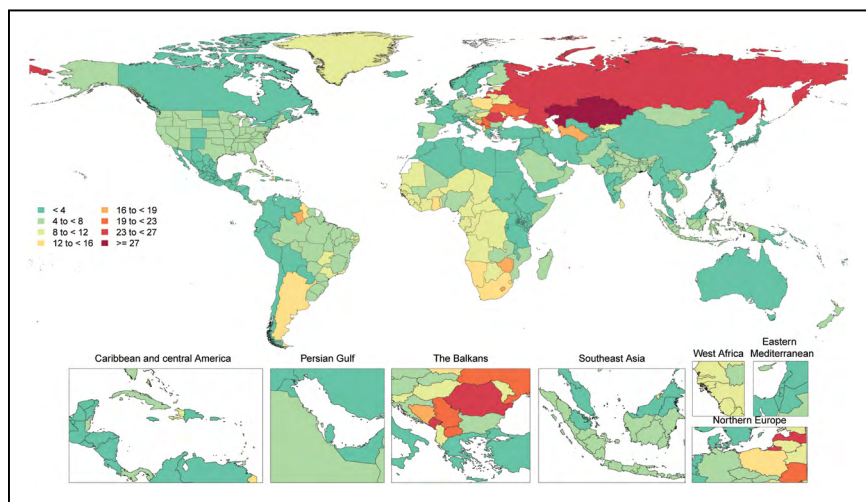 < 4
4 to < 8
8 to < 12
12 to < 16
16 to < 19
19 to < 23
23 to < 27
>= 27
Caribbean and central America
Persian Gulf
The Balkans
Southeast Asia
West Africa
Eastern
Mediterranean
Northern Europe